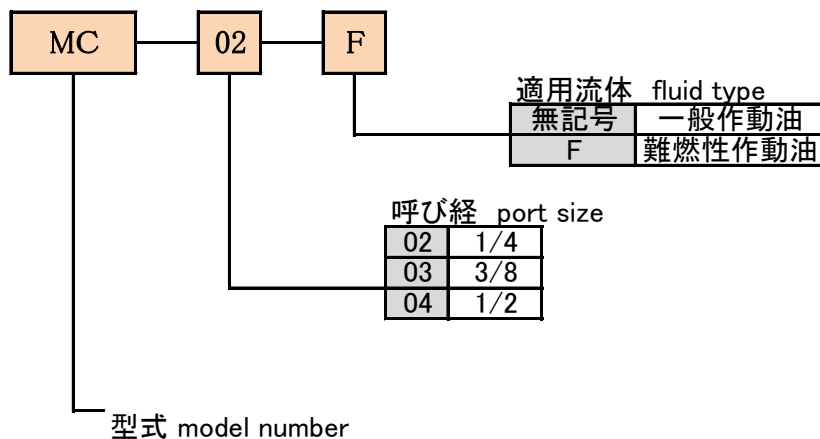 MC 02 F
適用流体 fluid type
無記号 一般作動油
F 難燃性作動油
呼び経 port size
02 1/4
03 3/8
04 1/2
型式 model number